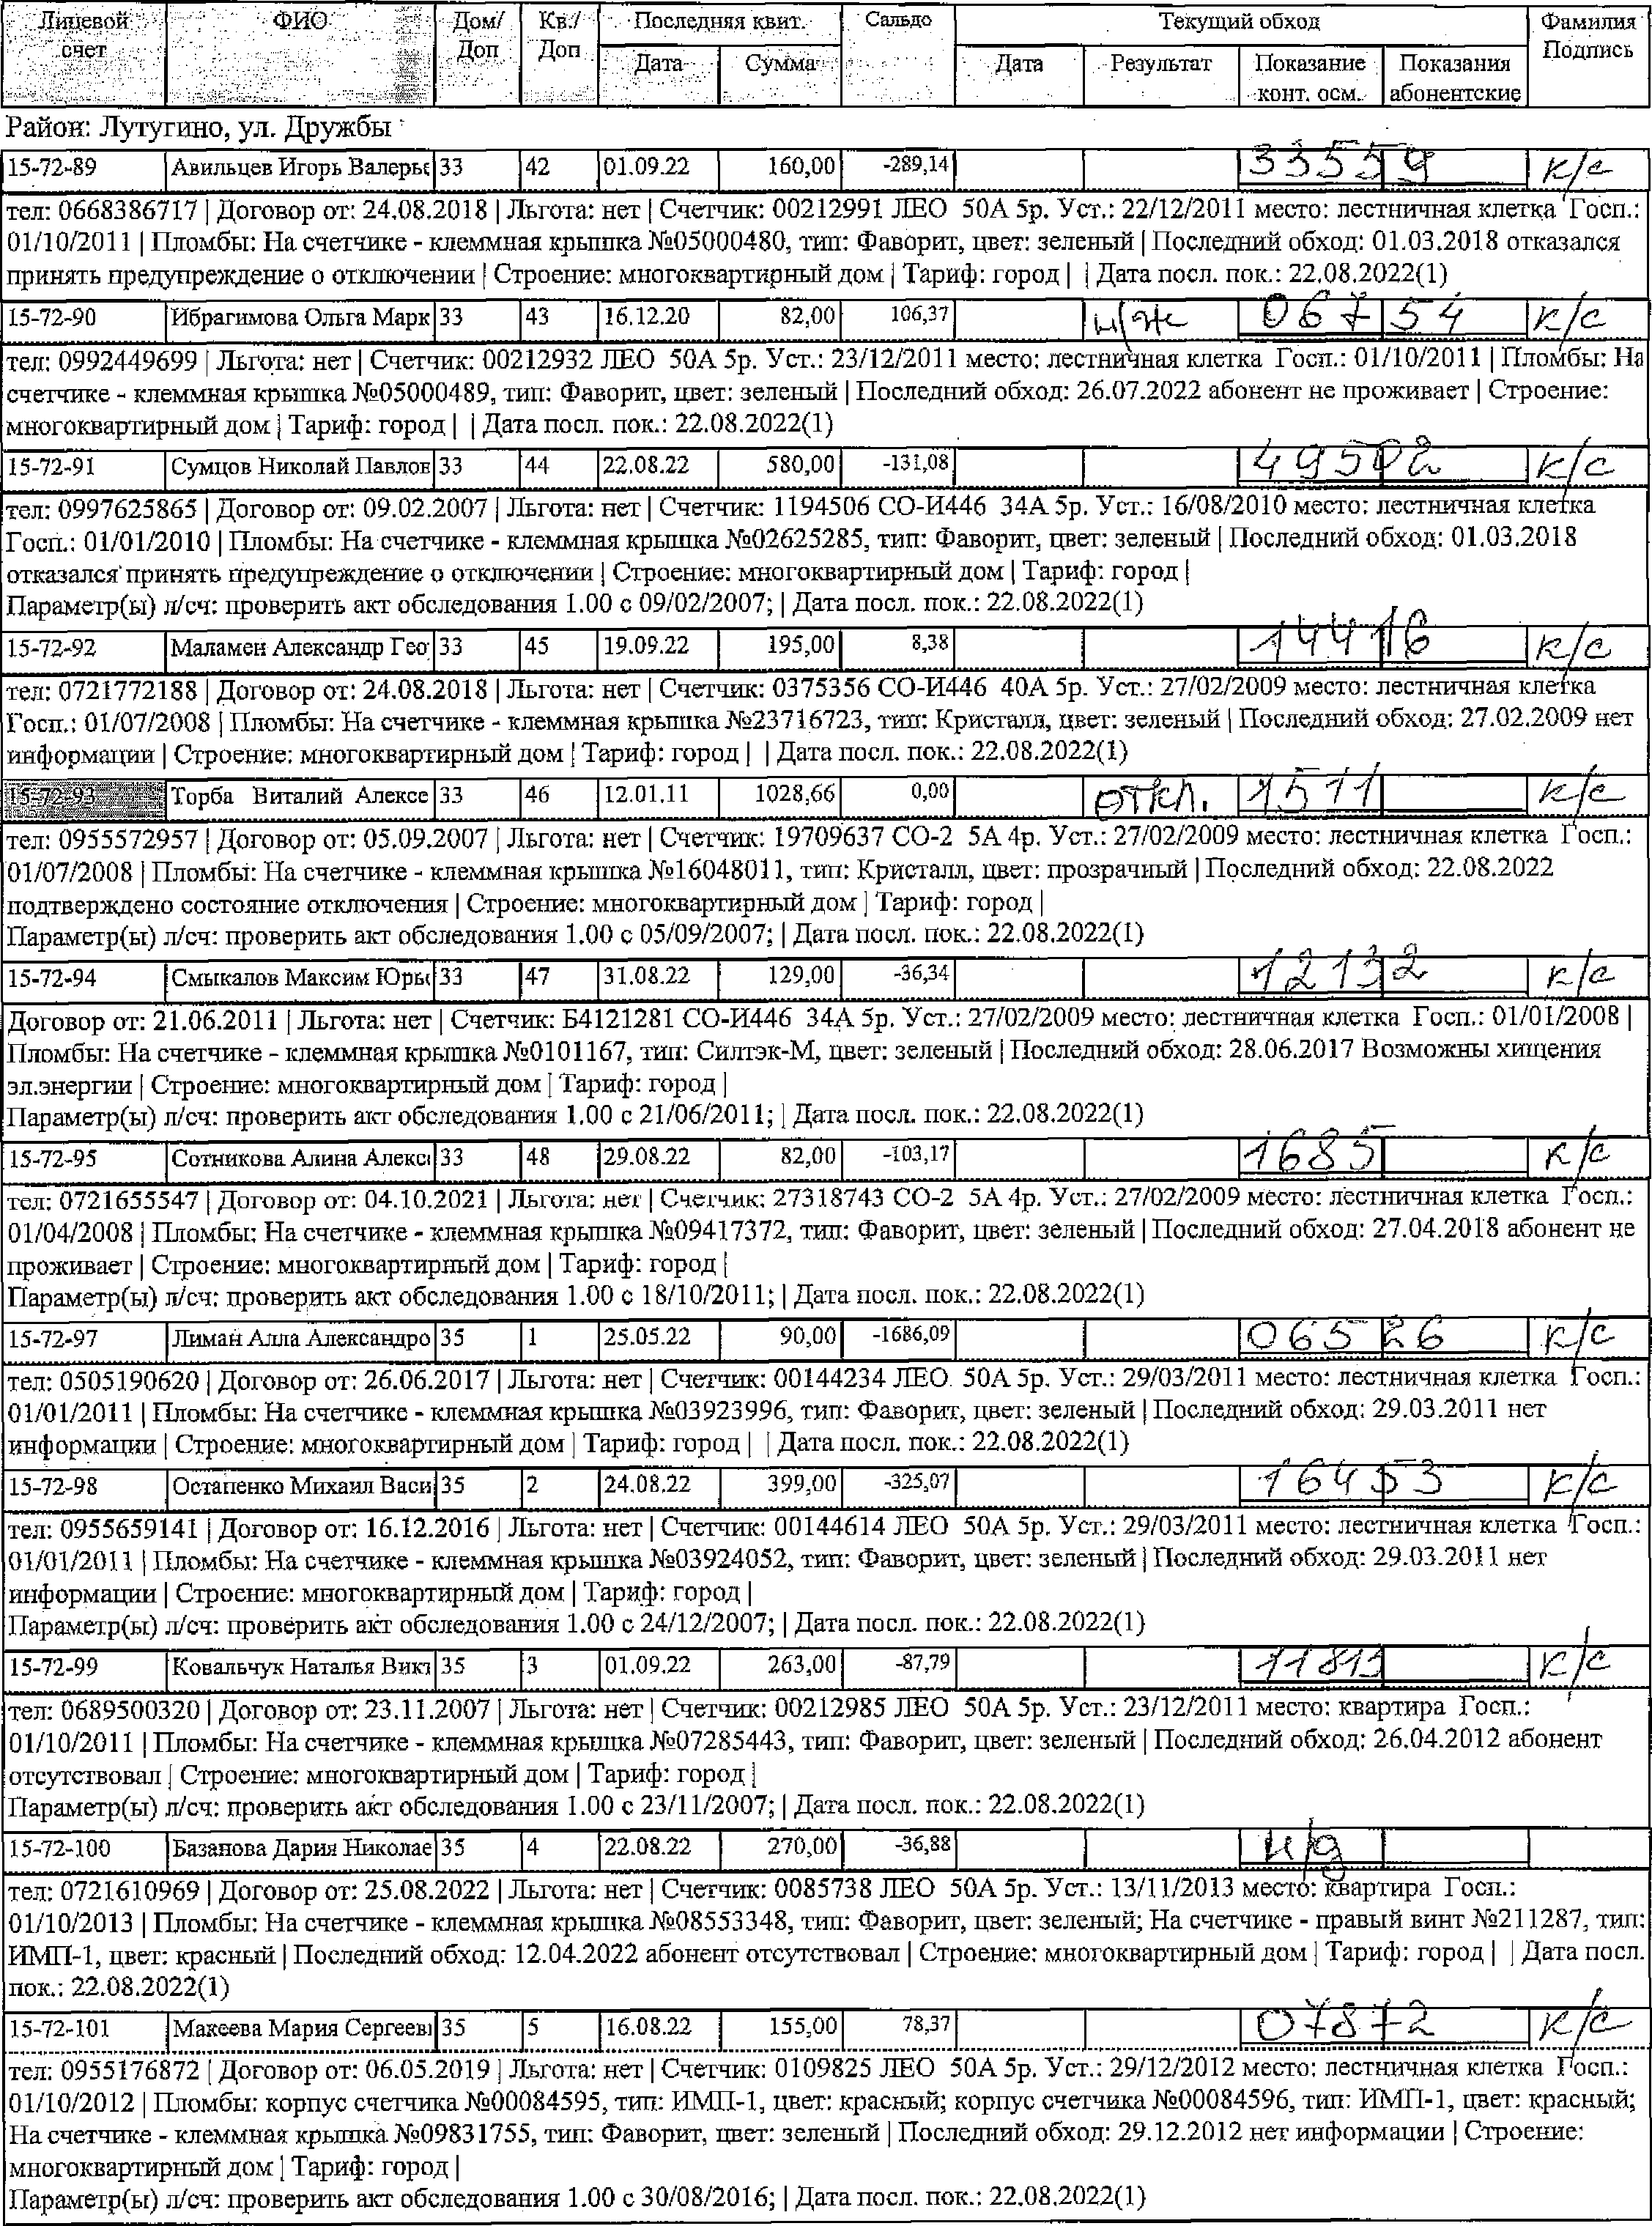 Лицевой счет | ФИО | Дом/ Доп | Кв./ Доп | Последняя квит. | Сальдо | Текущий обход | Фамилия Подпись
Дата | Сумма | Дата | Результат | Показание конт. осм. | Показания абонентские
Район: Лутугино, ул. Дружбы
15-72-89 | Авильцев Игорь Валерье | 33 | 42 | 01.09.22 | 160,00 | -289,14 | 33559 | к/с
тел: 0668386717 | Договор от: 24.08.2018 | Льгота: нет | Счетчик: 00212991 ЛЕО 50А 5р. Уст.: 22/12/2011 место: лестничная клетка Госп.:
01/10/2011 | Пломбы: На счетчике - клеммная крышка №05000480, тип: Фаворит, цвет: зеленый | Последний обход: 01.03.2018 отказался
принять предупреждение о отключении | Строение: многоквартирный дом | Тариф: город | | Дата посл. пок.: 22.08.2022(1)
15-72-90 | Ибрагимова Ольга Марк | 33 | 43 | 16.12.20 | 82,00 | 106,37 | н/ж | 06754 | к/с
тел: 0992449699 | Льгота: нет | Счетчик: 00212932 ЛЕО 50А 5р. Уст.: 23/12/2011 место: лестничная клетка Госп.: 01/10/2011 | Пломбы: На
счетчике - клеммная крышка №05000489, тип: Фаворит, цвет: зеленый | Последний обход: 26.07.2022 абонент не проживает | Строение:
многоквартирный дом | Тариф: город | | Дата посл. пок.: 22.08.2022(1)
15-72-91 | Сумцов Николай Павлов | 33 | 44 | 22.08.22 | 580,00 | -131,08 | 49502 | к/с
тел: 0997625865 | Договор от: 09.02.2007 | Льгота: нет | Счетчик: 1194506 СО-И446 34А 5р. Уст.: 16/08/2010 место: лестничная клетка
Госп.: 01/01/2010 | Пломбы: На счетчике - клеммная крышка №02625285, тип: Фаворит, цвет: зеленый | Последний обход: 01.03.2018
отказался принять предупреждение о отключении | Строение: многоквартирный дом | Тариф: город |
Параметр(ы) л/сч: проверить акт обследования 1.00 с 09/02/2007; | Дата посл. пок.: 22.08.2022(1)
15-72-92 | Маламен Александр Гео | 33 | 45 | 19.09.22 | 195,00 | 8,38 | 14416 | к/с
тел: 0721772188 | Договор от: 24.08.2018 | Льгота: нет | Счетчик: 0375356 СО-И446 40А 5р. Уст.: 27/02/2009 место: лестничная клетка
Госп.: 01/07/2008 | Пломбы: На счетчике - клеммная крышка №23716723, тип: Кристалл, цвет: зеленый | Последний обход: 27.02.2009 нет
информации | Строение: многоквартирный дом | Тариф: город | | Дата посл. пок.: 22.08.2022(1)
15-72-93 | Торба Виталий Алексе | 33 | 46 | 12.01.11 | 1028,66 | 0,00 | откл. | 1511 | к/с
тел: 0955572957 | Договор от: 05.09.2007 | Льгота: нет | Счетчик: 19709637 СО-2 5А 4р. Уст.: 27/02/2009 место: лестничная клетка Госп.:
01/07/2008 | Пломбы: На счетчике - клеммная крышка №16048011, тип: Кристалл, цвет: прозрачный | Последний обход: 22.08.2022
подтверждено состояние отключения | Строение: многоквартирный дом | Тариф: город |
Параметр(ы) л/сч: проверить акт обследования 1.00 с 05/09/2007; | Дата посл. пок.: 22.08.2022(1)
15-72-94 | Смыкалов Максим Юрь | 33 | 47 | 31.08.22 | 129,00 | -36,34 | 12132 | к/с
Договор от: 21.06.2011 | Льгота: нет | Счетчик: Б4121281 СО-И446 34А 5р. Уст.: 27/02/2009 место: лестничная клетка Госп.: 01/01/2008 |
Пломбы: На счетчике - клеммная крышка №0101167, тип: Силтэк-М, цвет: зеленый | Последний обход: 28.06.2017 Возможны хищения
эл.энергии | Строение: многоквартирный дом | Тариф: город |
Параметр(ы) л/сч: проверить акт обследования 1.00 с 21/06/2011; | Дата посл. пок.: 22.08.2022(1)
15-72-95 | Сотникова Алина Алекс | 33 | 48 | 29.08.22 | 82,00 | -103,17 | 1685 | к/с
тел: 0721655547 | Договор от: 04.10.2021 | Льгота: нет | Счетчик: 27318743 СО-2 5А 4р. Уст.: 27/02/2009 место: лестничная клетка Госп.:
01/04/2008 | Пломбы: На счетчике - клеммная крышка №09417372, тип: Фаворит, цвет: зеленый | Последний обход: 27.04.2018 абонент не
проживает | Строение: многоквартирный дом | Тариф: город |
Параметр(ы) л/сч: проверить акт обследования 1.00 с 18/10/2011; | Дата посл. пок.: 22.08.2022(1)
15-72-97 | Лиман Алла Александро | 35 | 1 | 25.05.22 | 90,00 | -1686,09 | 06526 | к/с
тел: 0505190620 | Договор от: 26.06.2017 | Льгота: нет | Счетчик: 00144234 ЛЕО 50А 5р. Уст.: 29/03/2011 место: лестничная клетка Госп.:
01/01/2011 | Пломбы: На счетчике - клеммная крышка №03923996, тип: Фаворит, цвет: зеленый | Последний обход: 29.03.2011 нет
информации | Строение: многоквартирный дом | Тариф: город | | Дата посл. пок.: 22.08.2022(1)
15-72-98 | Остапенко Михаил Васи | 35 | 2 | 24.08.22 | 399,00 | -325,07 | 16453 | к/с
тел: 0955659141 | Договор от: 16.12.2016 | Льгота: нет | Счетчик: 00144614 ЛЕО 50А 5р. Уст.: 29/03/2011 место: лестничная клетка Госп.:
01/01/2011 | Пломбы: На счетчике - клеммная крышка №03924052, тип: Фаворит, цвет: зеленый | Последний обход: 29.03.2011 нет
информации | Строение: многоквартирный дом | Тариф: город |
Параметр(ы) л/сч: проверить акт обследования 1.00 с 24/12/2007; | Дата посл. пок.: 22.08.2022(1)
15-72-99 | Ковальчук Наталья Викт | 35 | 3 | 01.09.22 | 263,00 | -87,79 | 11813 | к/с
тел: 0689500320 | Договор от: 23.11.2007 | Льгота: нет | Счетчик: 00212985 ЛЕО 50А 5р. Уст.: 23/12/2011 место: квартира Госп.:
01/10/2011 | Пломбы: На счетчике - клеммная крышка №07285443, тип: Фаворит, цвет: зеленый | Последний обход: 26.04.2012 абонент
отсутствовал | Строение: многоквартирный дом | Тариф: город |
Параметр(ы) л/сч: проверить акт обследования 1.00 с 23/11/2007; | Дата посл. пок.: 22.08.2022(1)
15-72-100 | Базанова Дария Николае | 35 | 4 | 22.08.22 | 270,00 | -36,88 | н/д
тел: 0721610969 | Договор от: 25.08.2022 | Льгота: нет | Счетчик: 0085738 ЛЕО 50А 5р. Уст.: 13/11/2013 место: квартира Госп.:
01/10/2013 | Пломбы: На счетчике - клеммная крышка №08553348, тип: Фаворит, цвет: зеленый; На счетчике - правый винт №211287, тип:
ИМП-1, цвет: красный | Последний обход: 12.04.2022 абонент отсутствовал | Строение: многоквартирный дом | Тариф: город | | Дата посл.
пок.: 22.08.2022(1)
15-72-101 | Макеева Мария Сергеев | 35 | 5 | 16.08.22 | 155,00 | 78,37 | 07872 | к/с
тел: 0955176872 | Договор от: 06.05.2019 | Льгота: нет | Счетчик: 0109825 ЛЕО 50А 5р. Уст.: 29/12/2012 место: лестничная клетка Госп.:
01/10/2012 | Пломбы: корпус счетчика №00084595, тип: ИМП-1, цвет: красный; корпус счетчика №00084596, тип: ИМП-1, цвет: красный;
На счетчике - клеммная крышка №09831755, тип: Фаворит, цвет: зеленый | Последний обход: 29.12.2012 нет информации | Строение:
многоквартирный дом | Тариф: город |
Параметр(ы) л/сч: проверить акт обследования 1.00 с 30/08/2016; | Дата посл. пок.: 22.08.2022(1)